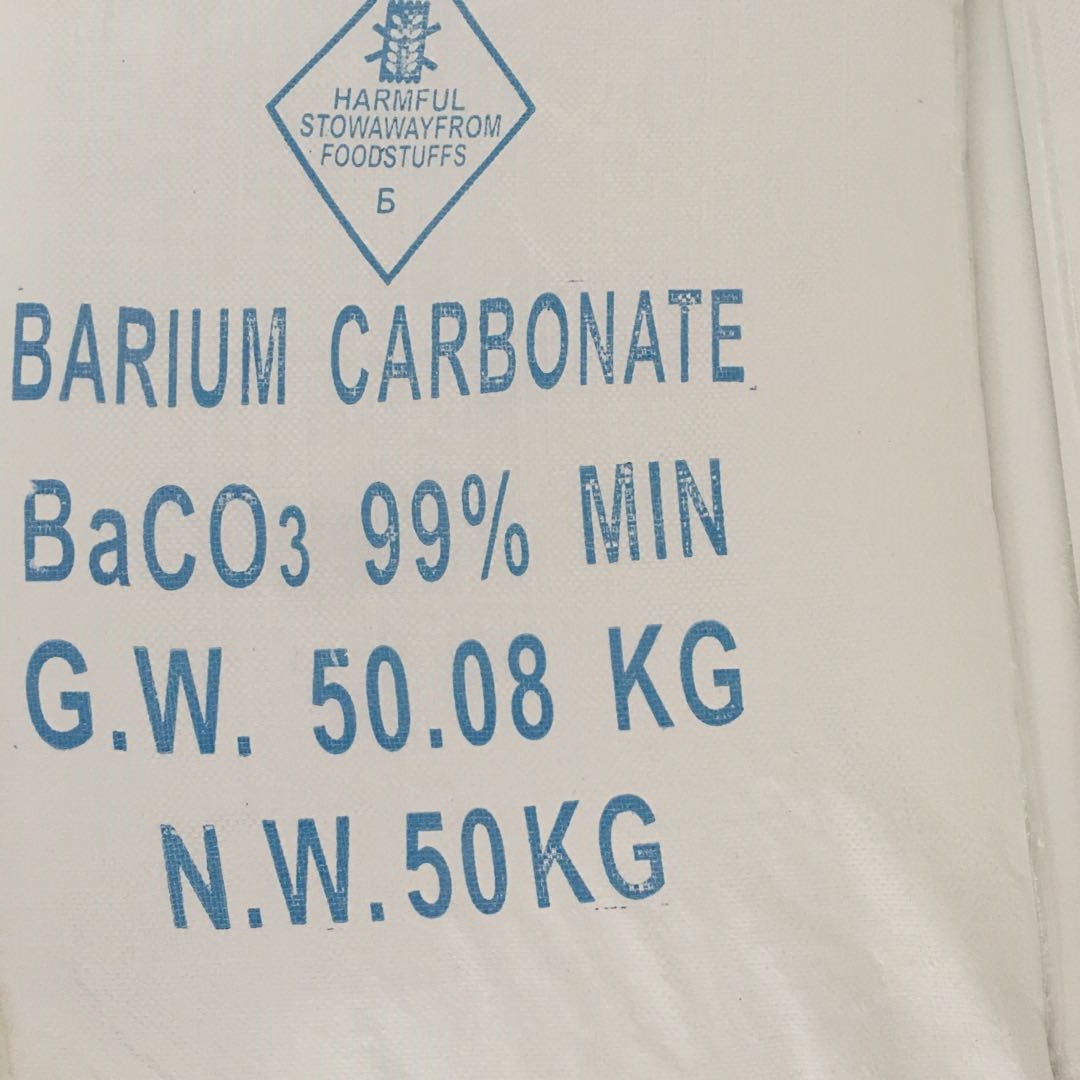 HARMFUL
STOWAWAYFROM
FOODSTUFFS
Б
BARIUM CARBONATE
BaCO3 99% MIN
G.W. 50.08 KG
N.W. 50KG